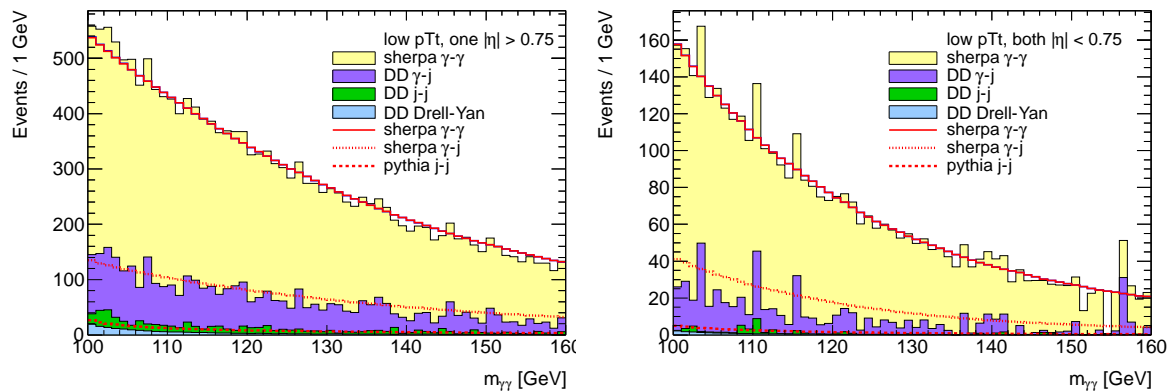 Events / 1 GeV
500
400
300
200
100
0
low pTt, one |η| > 0.75
sherpa γ-γ
DD γ-j
DD j-j
DD Drell-Yan
sherpa γ-γ
sherpa γ-j
pythia j-j
100 110 120 130 140 150 160
mγγ [GeV]
Events / 1 GeV
160
140
120
100
80
60
40
20
0
low pTt, both |η| < 0.75
sherpa γ-γ
DD γ-j
DD j-j
DD Drell-Yan
sherpa γ-γ
sherpa γ-j
pythia j-j
100 110 120 130 140 150 160
mγγ [GeV]